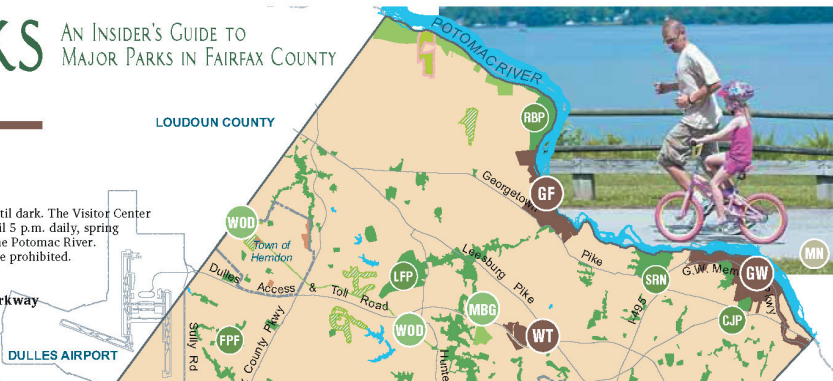 KS
AN INSIDER'S GUIDE TO
MAJOR PARKS IN FAIRFAX COUNTY
POTOMAC RIVER
LOUDOUN COUNTY
RBP
Georgetown
GF
til dark. The Visitor Center
il 5 p.m. daily, spring
he Potomac River.
e prohibited.
WOD
Town of
Herndon
Leesburg Pike
Pike
MN
Dulles Access & Toll Road
LFP
SRN
G.W. Mem
GW
kwy
rkway
I-495
MBG
CJP
WOD
WT
FPF
DULLES AIRPORT
Sully Rd
County Pkwy
Hunte